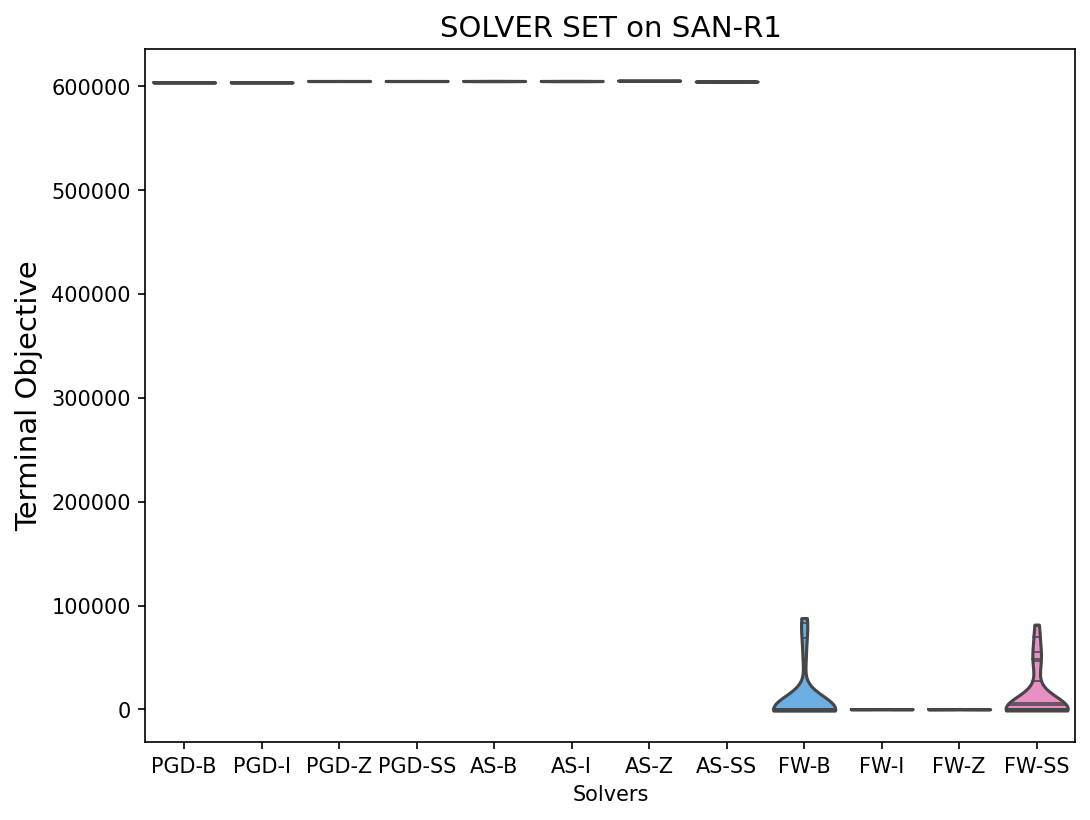 SOLVER SET on SAN-R1
Terminal Objective
600000
500000
400000
300000
200000
100000
0
PGD-B PGD-I PGD-Z PGD-SS AS-B AS-I AS-Z AS-SS FW-B FW-I FW-Z FW-SS
Solvers